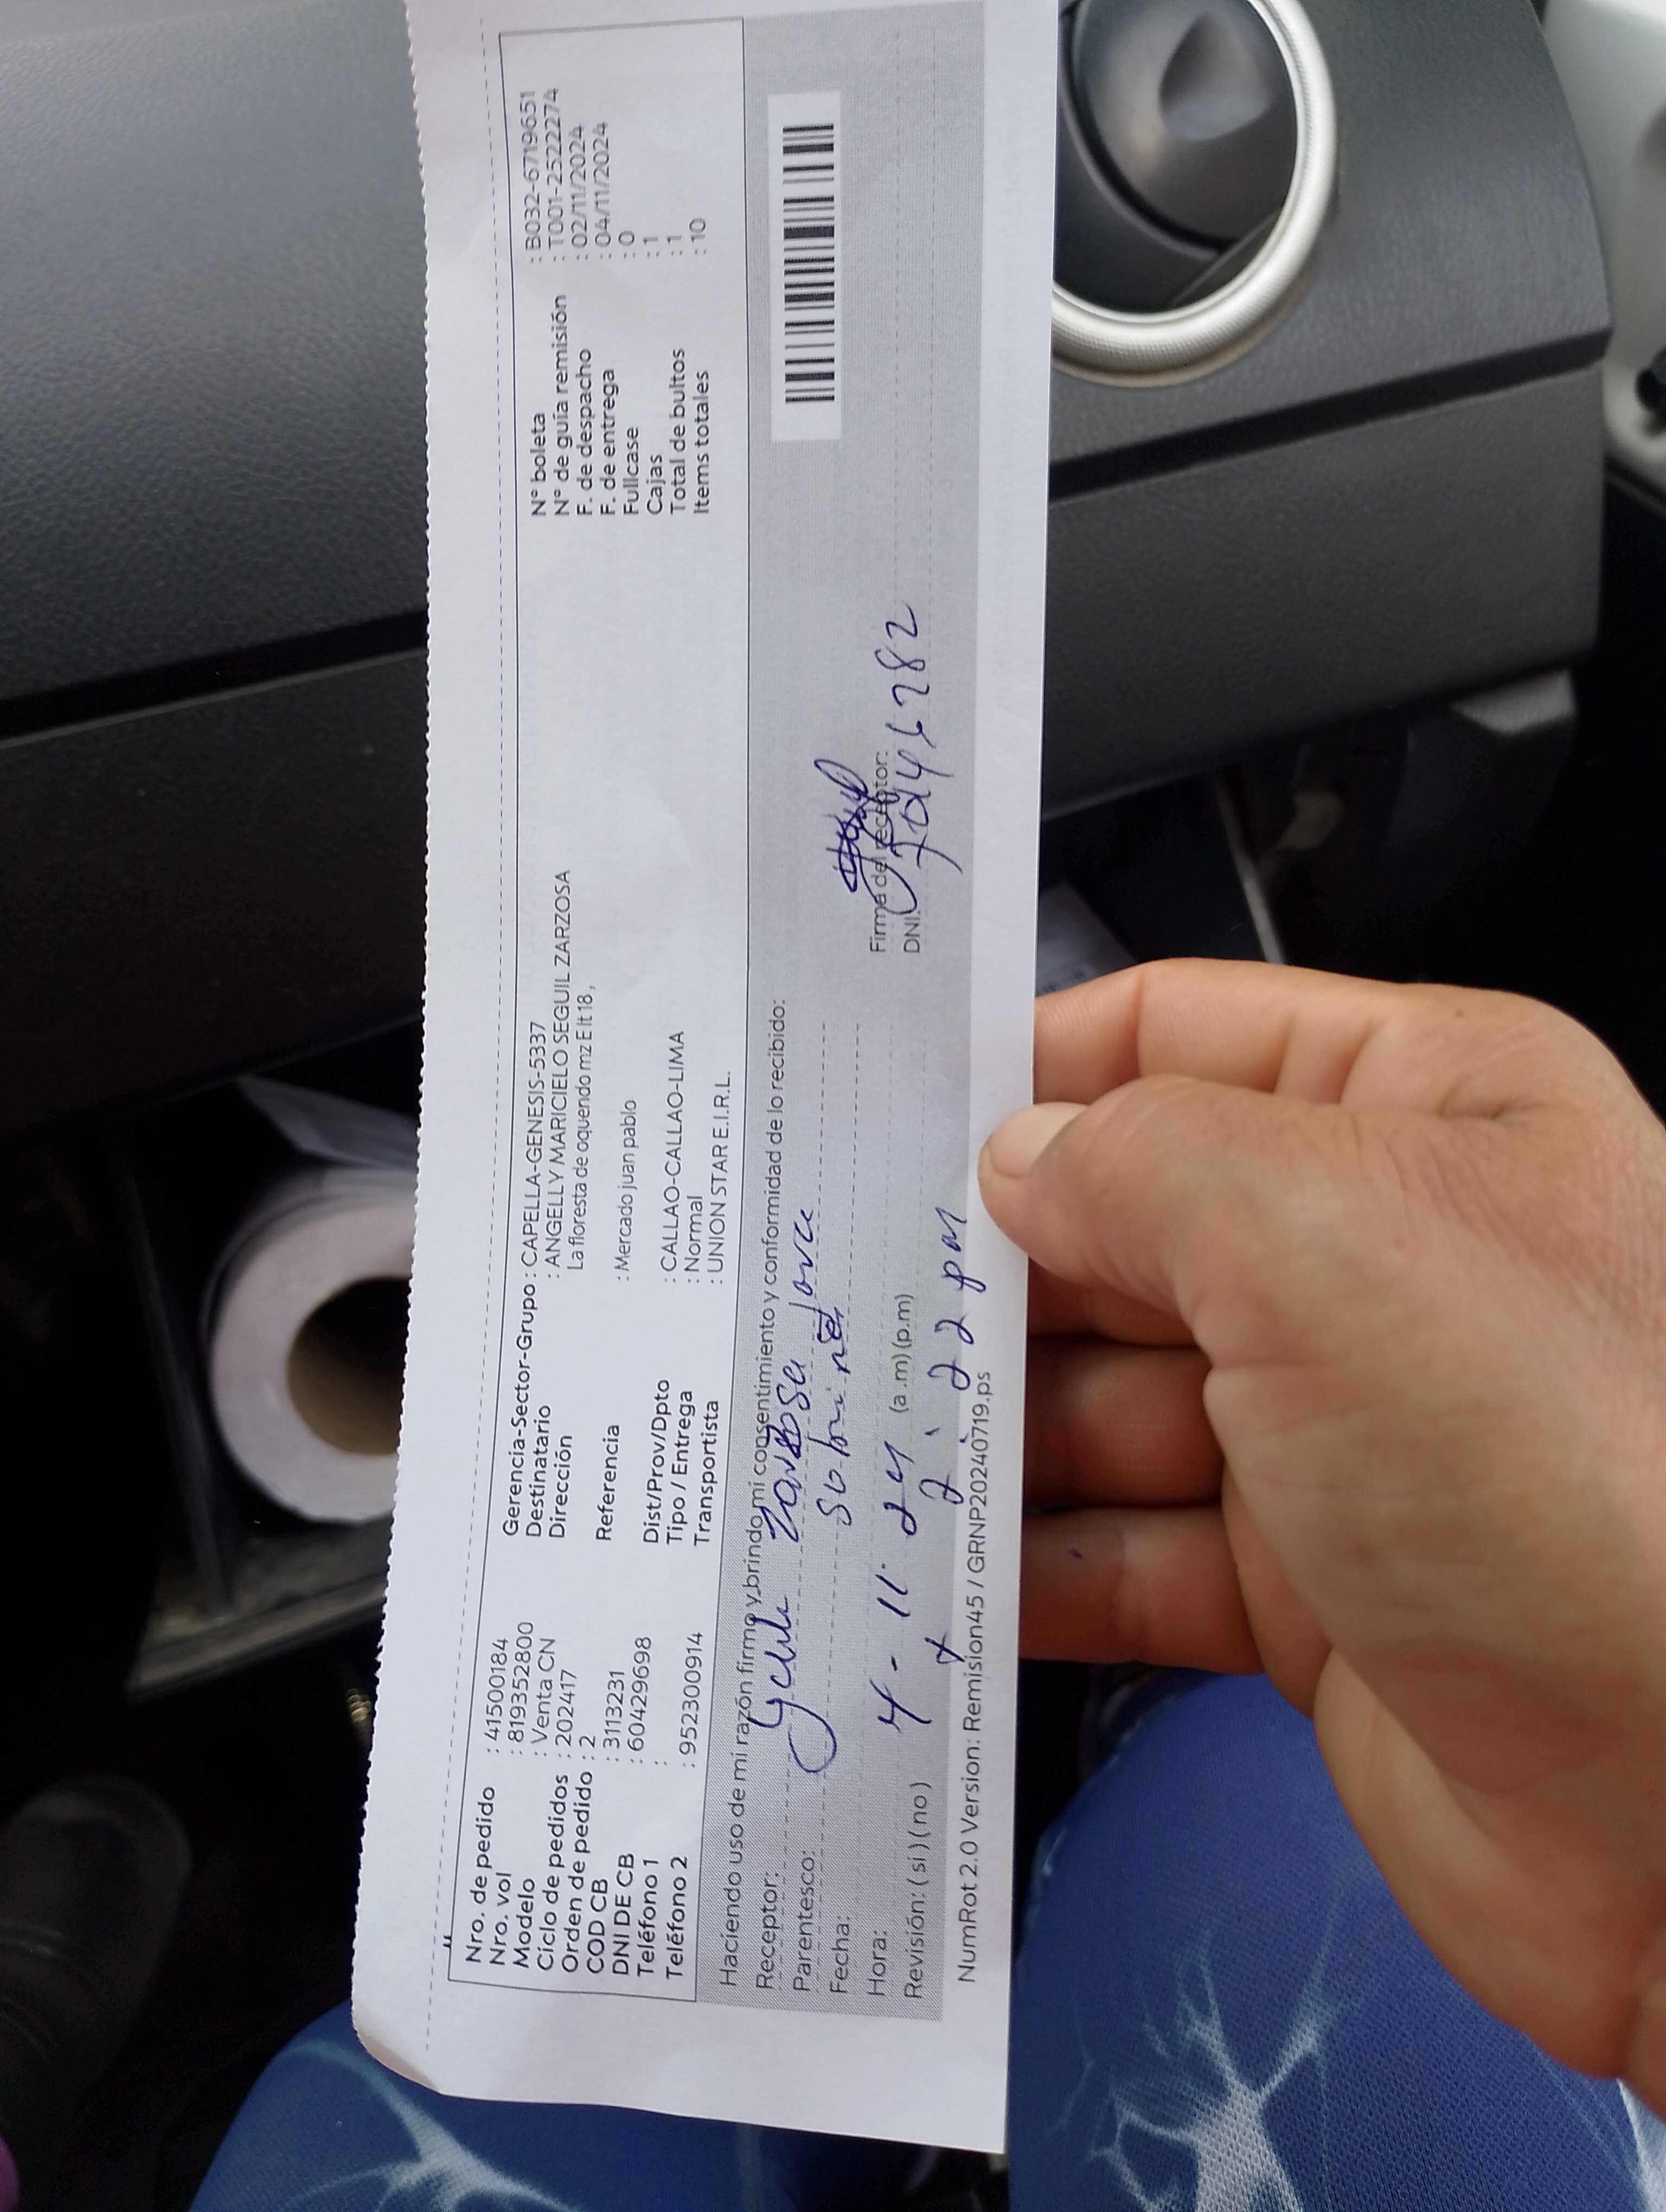 Nro. de pedido : 41500184
Nro. vol : 819352800
Modelo : Venta CN
Ciclo de pedidos : 202417
Orden de pedido : 2
COD CB : 3113231
DNI DE CB : 60429698
Teléfono 1 :
Teléfono 2 : 952300914
Gerencia-Sector-Grupo : CAPELLA-GENESIS-5337
Destinatario : ANGELLY MARICIELO SEGUIL ZARZOSA
Dirección La floresta de oquendo mz E lt 18 ,
Referencia : Mercado juan pablo
Dist/Prov/Dpto : CALLAO-CALLAO-LIMA
Tipo / Entrega : Normal
Transportista : UNION STAR E.I.R.L.
N° boleta : B032-6719651
N° de guía remisión : T001-2522274
F. de despacho : 02/11/2024
F. de entrega : 04/11/2024
Fullcase : 0
Cajas : 1
Total de bultos : 1
Items totales : 10
Haciendo uso de mi razón firmo y brindo mi consentimiento y conformidad de lo recibido:
Receptor:
Parentesco:
Fecha: 4 - 11 . 24
Hora: (a .m) (p.m) 2 : 22 pm
Revisión: ( si ) ( no )
Firma del receptor:
DNI:
NumRot 2.0 Version: Remision45 / GRNP20240719.ps